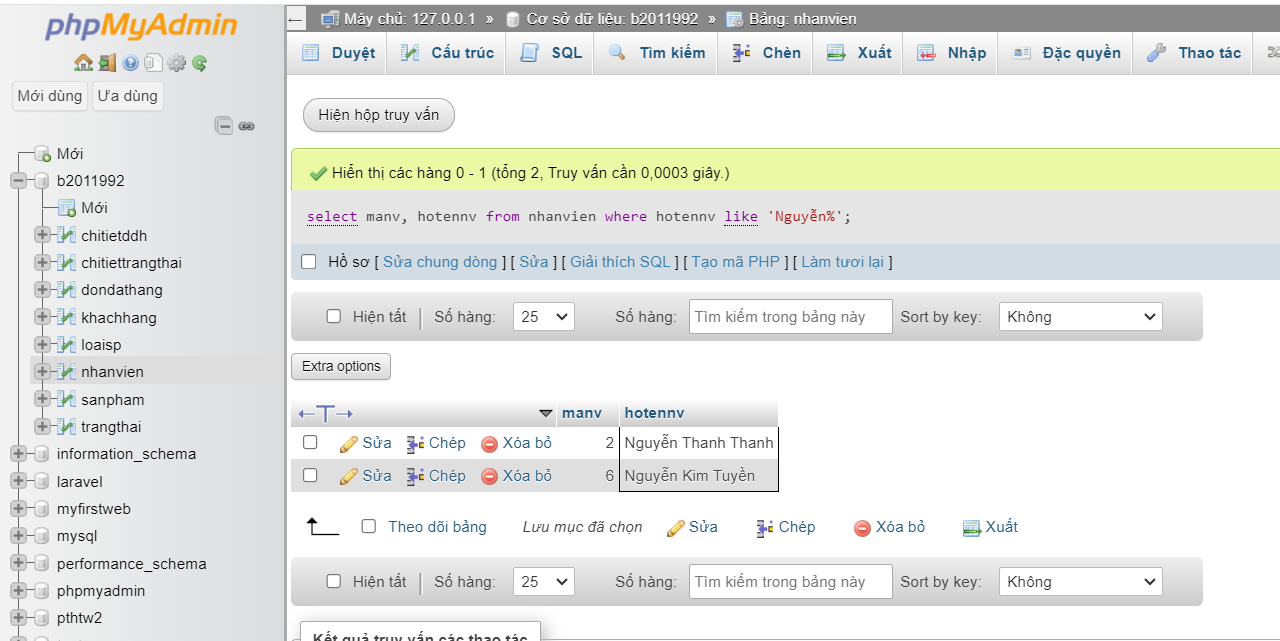 phpMyAdmin
Mới dùng Ưa dùng
Mới
b2011992
Mới
chitietddh
chitiettrangthai
dondathang
khachhang
loaisp
nhanvien
sanpham
trangthai
information_schema
laravel
myfirstweb
mysql
performance_schema
phpmyadmin
pthtw2
← Máy chủ: 127.0.0.1 » Cơ sở dữ liệu: b2011992 » Bảng: nhanvien
Duyệt Cấu trúc SQL Tìm kiếm Chèn Xuất Nhập Đặc quyền Thao tác
Hiện hộp truy vấn
Hiển thị các hàng 0 - 1 (tổng 2, Truy vấn cần 0,0003 giây.)
select manv, hotennv from nhanvien where hotennv like 'Nguyễn%';
Hồ sơ [ Sửa chung dòng ] [ Sửa ] [ Giải thích SQL ] [ Tạo mã PHP ] [ Làm tươi lại ]
Hiện tất | Số hàng: 25 Số hàng: Tìm kiếm trong bảng này Sort by key: Không
Extra options
←T→ manv hotennv
Sửa Chép Xóa bỏ 2 Nguyễn Thanh Thanh
Sửa Chép Xóa bỏ 6 Nguyễn Kim Tuyền
Theo dõi bảng Lưu mục đã chọn Sửa Chép Xóa bỏ Xuất
Hiện tất | Số hàng: 25 Số hàng: Tìm kiếm trong bảng này Sort by key: Không
Kết quả truy vấn các thao tác